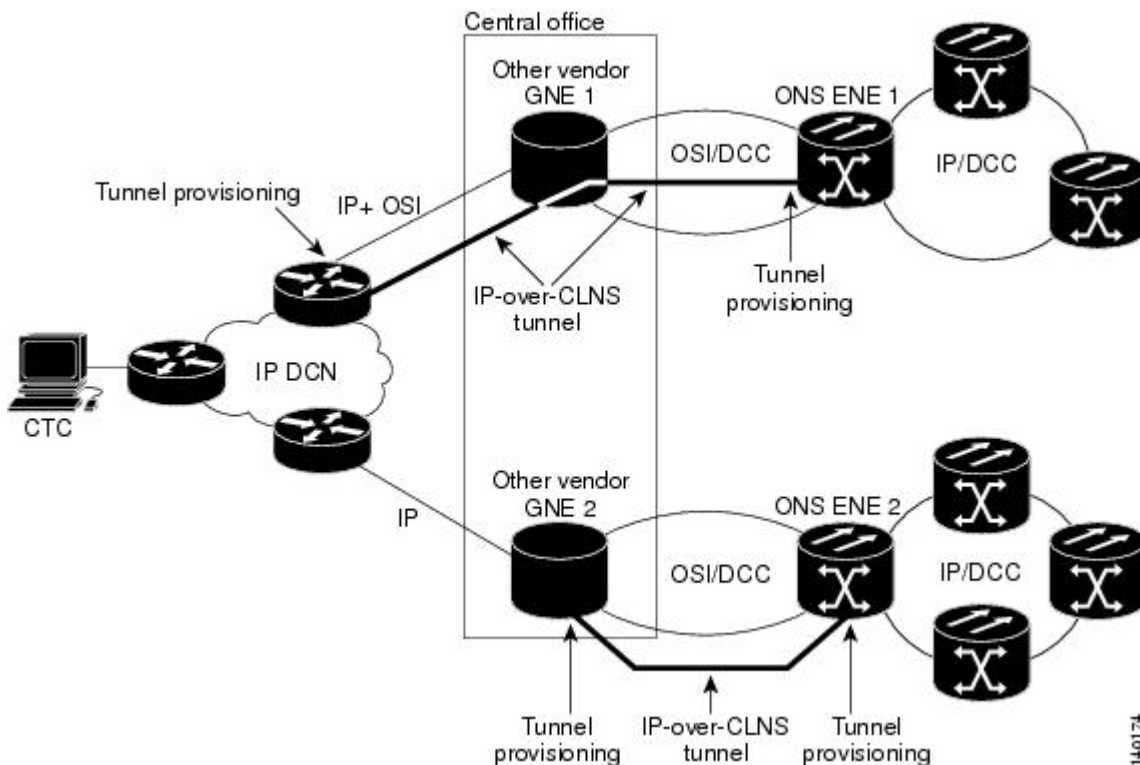 Central office
Other vendor
GNE 1
ONS ENE 1
OSI/DCC
IP/DCC
Tunnel provisioning
IP+ OSI
IP-over-CLNS
tunnel
Tunnel
provisioning
IP DCN
CTC
Other vendor
GNE 2
ONS ENE 2
IP
OSI/DCC
IP/DCC
Tunnel
provisioning
IP-over-CLNS
tunnel
Tunnel
provisioning